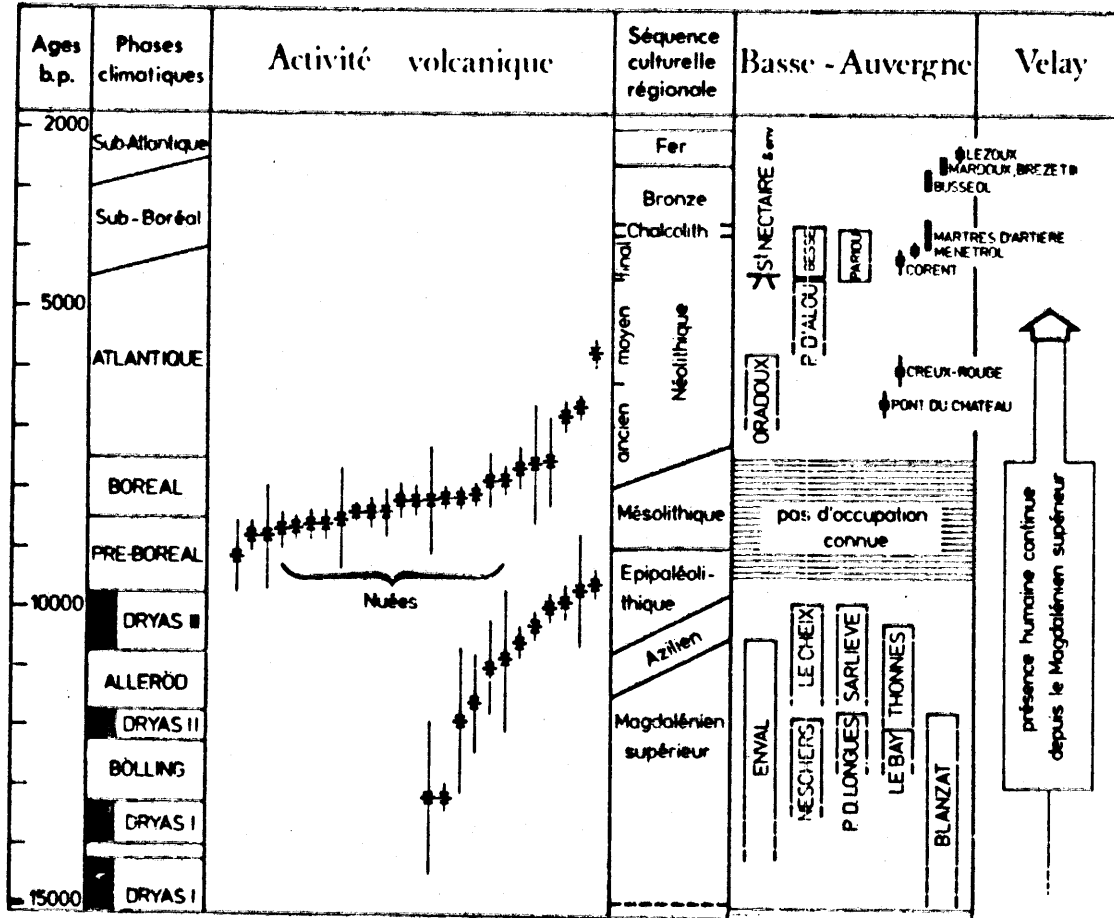 Ages
b.p.
Phases
climatiques
Activité volcanique
Séquence
culturelle
régionale
Basse - Auvergne
Velay
2000
5000
10000
15000
Sub-Atlantique
Sub-Boréal
ATLANTIQUE
BOREAL
PRE-BOREAL
DRYAS III
ALLERÖD
DRYAS II
BÖLLING
DRYAS I
DRYAS I
Nuées
Fer
Bronze
Chalcolith
final
moyen
ancien
Néolithique
Mésolithique
Epipaléoli-
thique
Azilien
Magdalénien
supérieur
St NECTAIRE & env
BESSE
PARIOU
P. D'ALOU
ORADOUX
LEZOUX
MARDOUX, BREZET II
BUSSEOL
MARTRES D'ARTIERE
MENETROL
CORENT
CREUX-ROUGE
PONT DU CHATEAU
pas d'occupation
connue
ENVAL
LE CHEIX
NESCHERS
SARLIEVE
P. D. LONGUES
THONNES
LE BAY
BLANZAT
présence humaine continue
depuis le Magdalénien supérieur